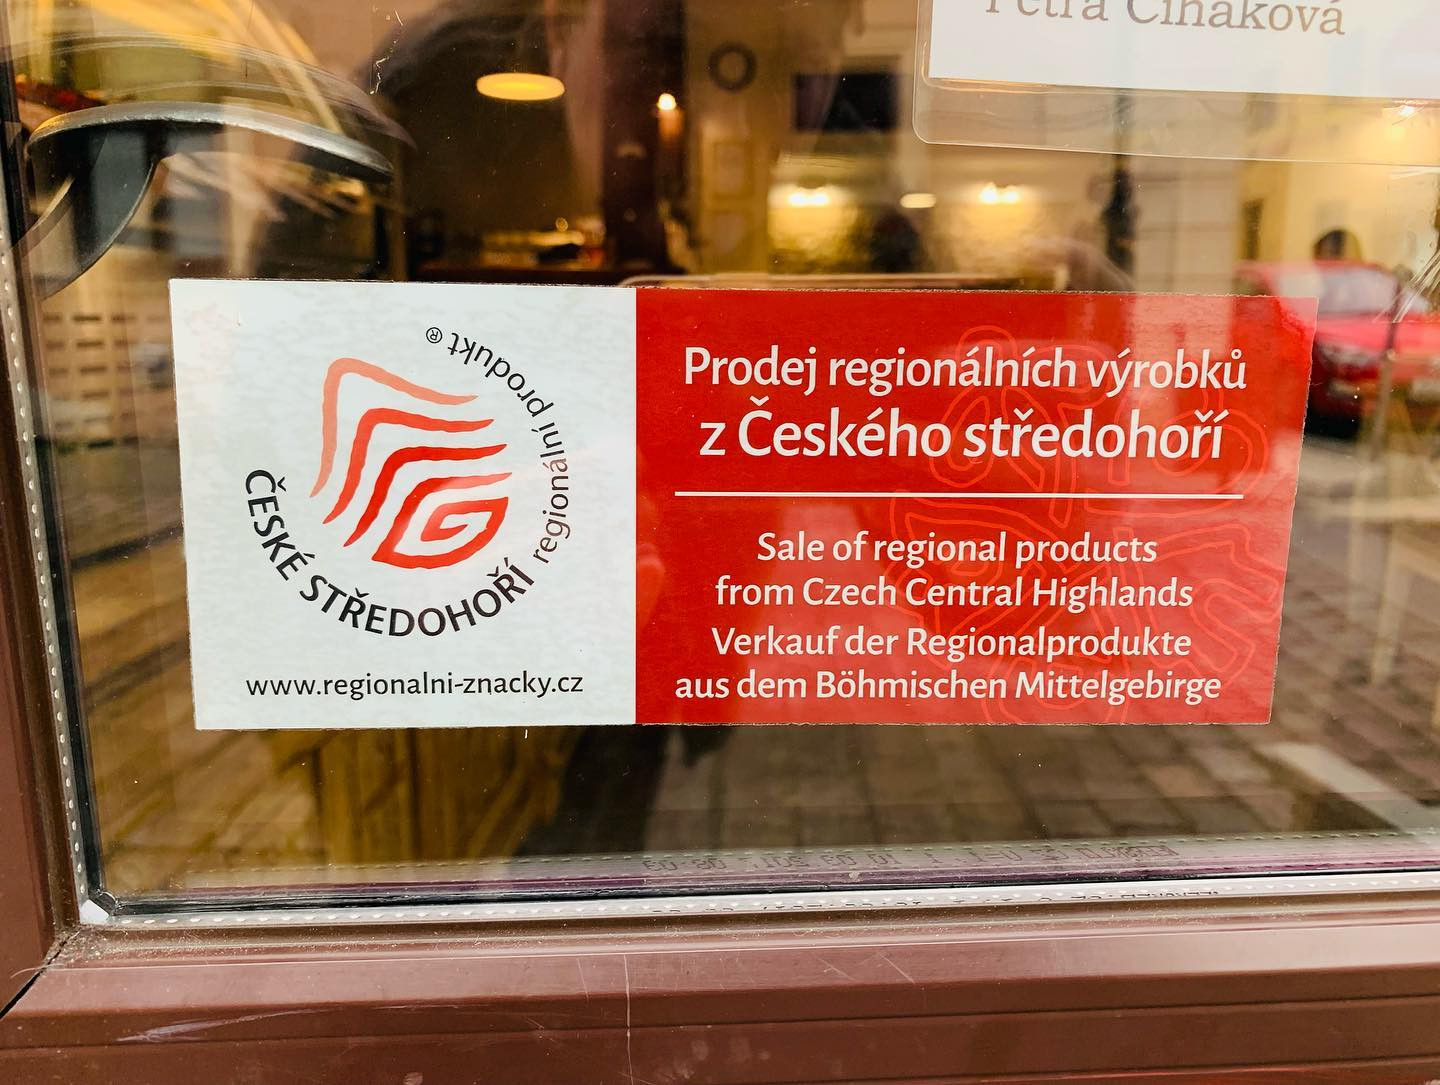 Petra Čiháková
ČESKÉ STŘEDOHOŘÍ regionální produkt ®
www.regionalni-znacky.cz
Prodej regionálních výrobků
z Českého středohoří
Sale of regional products
from Czech Central Highlands
Verkauf der Regionalprodukte
aus dem Böhmischen Mittelgebirge